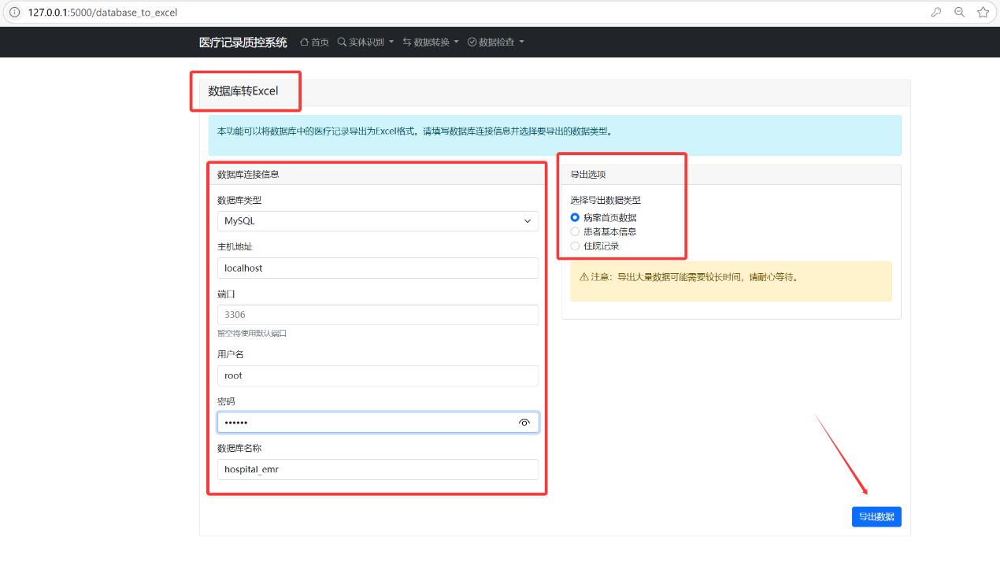 127.0.0.1:5000/database_to_excel
医疗记录质控系统 首页 实体识别 数据转换 数据检查
数据库转Excel
本功能可以将数据库中的医疗记录导出为Excel格式。请填写数据库连接信息并选择要导出的数据类型。
数据库连接信息
数据库类型
MySQL
主机地址
localhost
端口
3306
留空将使用默认端口
用户名
root
密码
••••••
数据库名称
hospital_emr
导出选项
选择导出数据类型
病案首页数据
患者基本信息
住院记录
注意：导出大量数据可能需要较长时间，请耐心等待。
导出数据